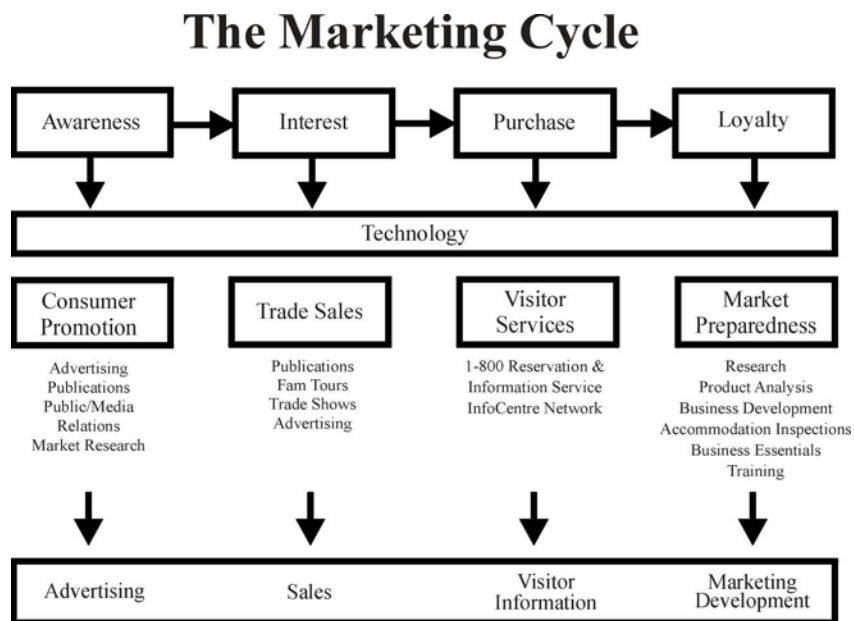 The Marketing Cycle
Awareness
Interest
Purchase
Loyalty
Technology
Consumer
Promotion
Trade Sales
Visitor
Services
Market
Preparedness
Advertising
Publications
Public/Media
Relations
Market Research
Publications
Fam Tours
Trade Shows
Advertising
1-800 Reservation &
Information Service
InfoCentre Network
Research
Product Analysis
Business Development
Accommodation Inspections
Business Essentials
Training
Advertising
Sales
Visitor
Information
Marketing
Development